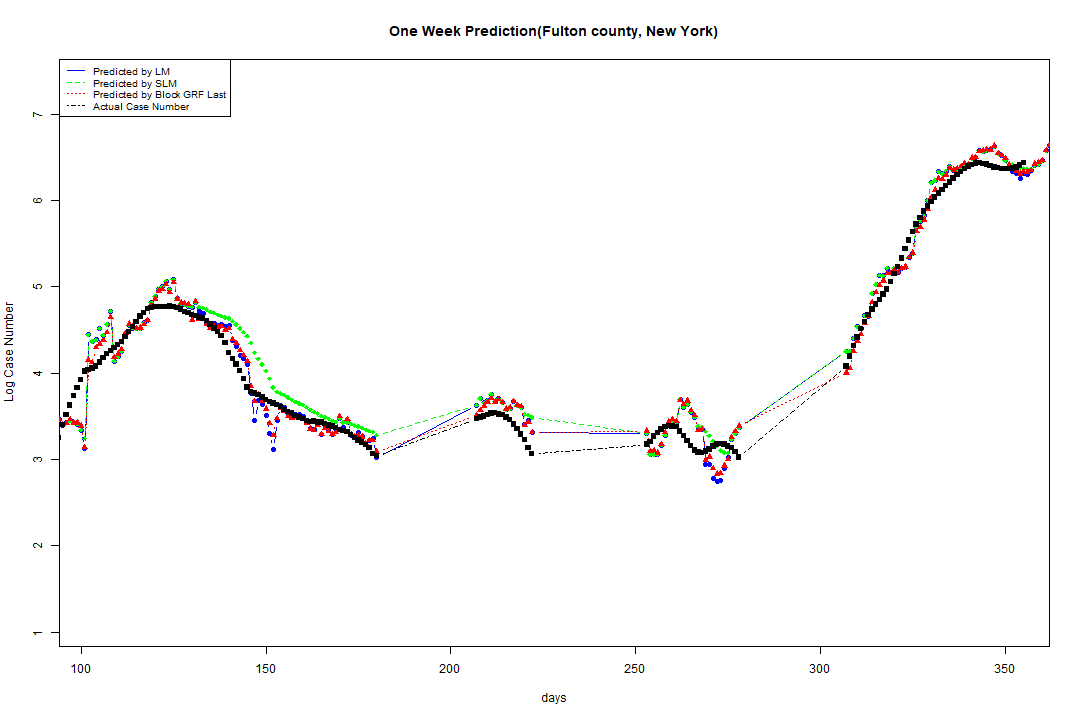 One Week Prediction(Fulton county, New York)
Predicted by LM
Predicted by SLM
Predicted by Block GRF Last
Actual Case Number
7
6
5
4
3
2
1
Log Case Number
100 150 200 250 300 350
days